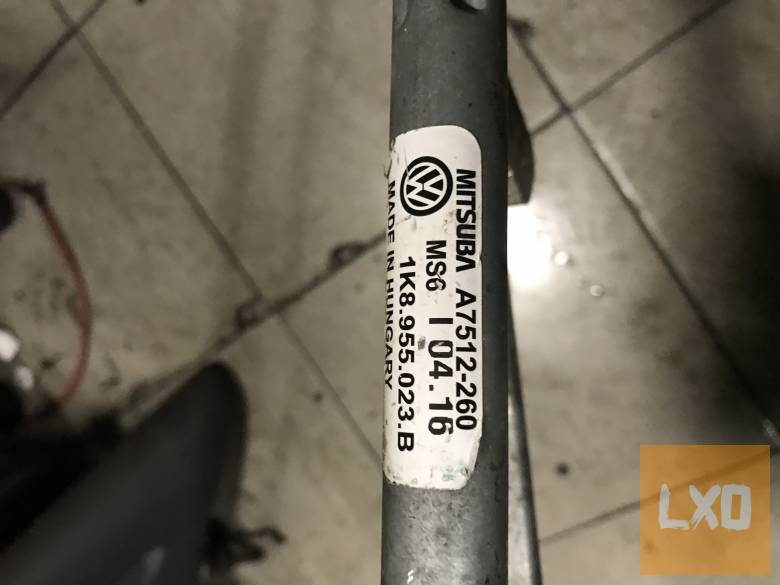 MITSUBA A7512-260
MS6 I 04.16
1K8.955.023.B
MADE IN HUNGARY
LXO